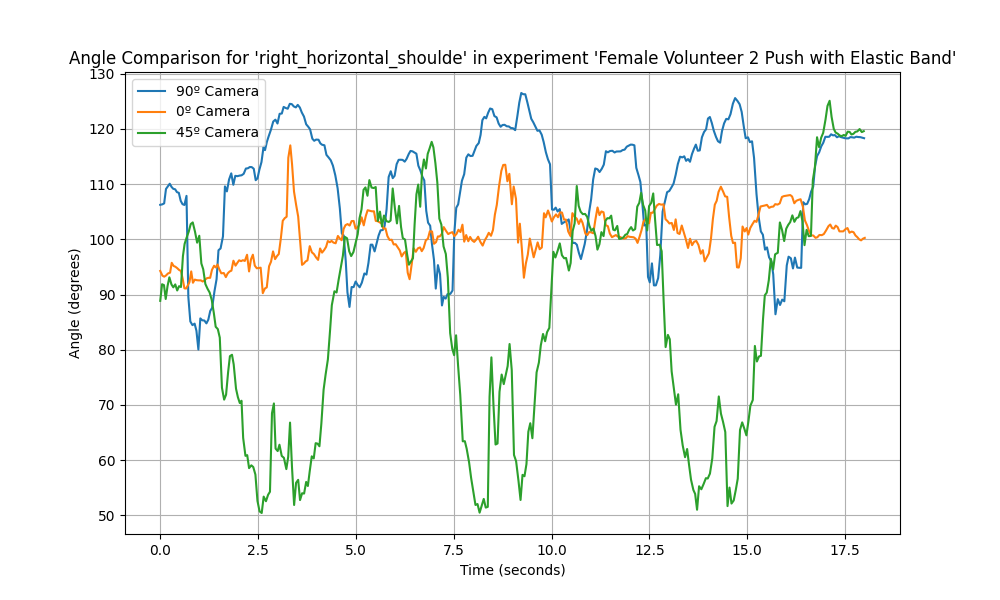 Angle Comparison for 'right_horizontal_shoulde' in experiment 'Female Volunteer 2 Push with Elastic Band'
90º Camera
0º Camera
45º Camera
Angle (degrees)
130
120
110
100
90
80
70
60
50
0.0 2.5 5.0 7.5 10.0 12.5 15.0 17.5
Time (seconds)